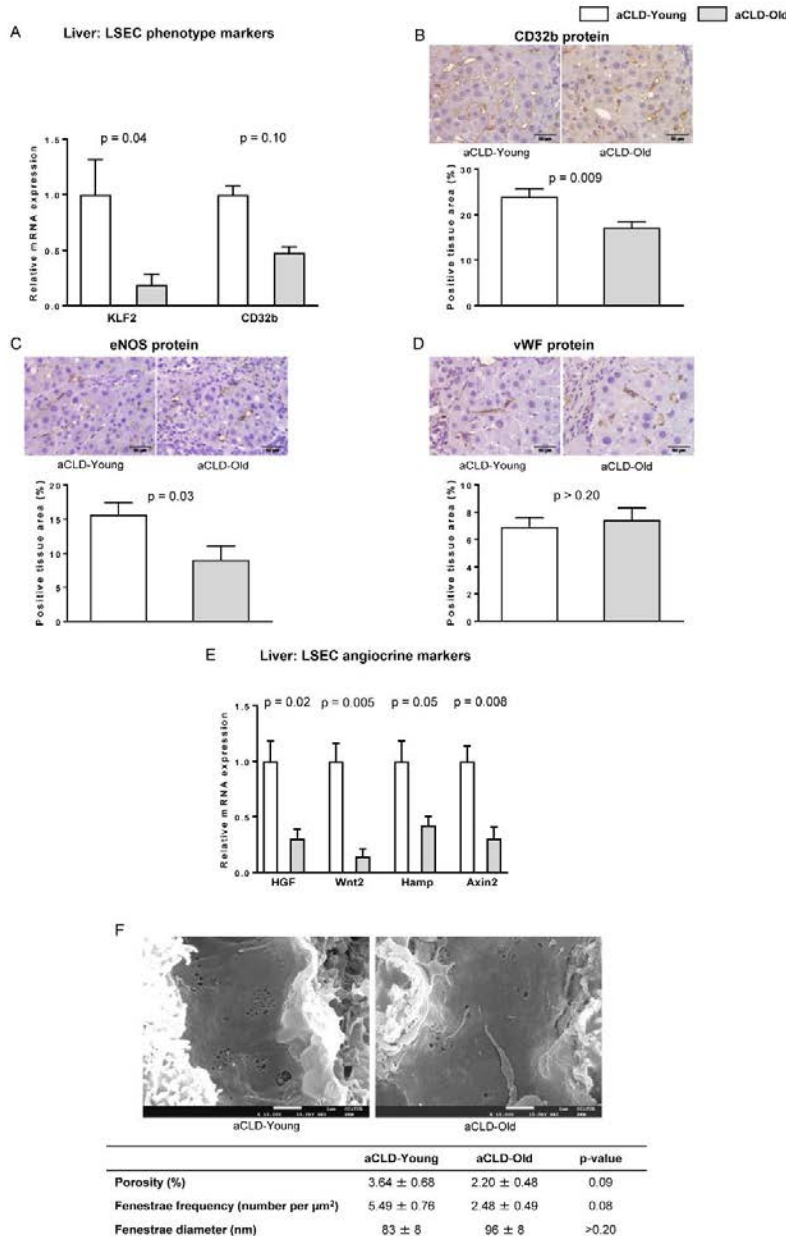 aCLD-Young aCLD-Old
A Liver: LSEC phenotype markers
p = 0.04 p = 0.10
Relative mRNA expression
1.5
1.0
0.5
0.0
KLF2 CD32b
B CD32b protein
aCLD-Young aCLD-Old
p = 0.009
Positive tissue area (%)
30
20
10
0
C eNOS protein
aCLD-Young aCLD-Old
p = 0.03
Positive tissue area (%)
20
15
10
5
0
D vWF protein
aCLD-Young aCLD-Old
p > 0.20
Positive tissue area (%)
10
8
6
4
2
0
E Liver: LSEC angiocrine markers
p = 0.02 p = 0.005 p = 0.05 p = 0.008
Relative mRNA expression
1.5
1.0
0.5
0.0
HGF Wnt2 Hamp Axin2
F
aCLD-Young aCLD-Old
aCLD-Young aCLD-Old p-value
Porosity (%) 3.64 ± 0.68 2.20 ± 0.48 0.09
Fenestrae frequency (number per µm²) 5.49 ± 0.76 2.48 ± 0.49 0.08
Fenestrae diameter (nm) 83 ± 8 96 ± 8 >0.20